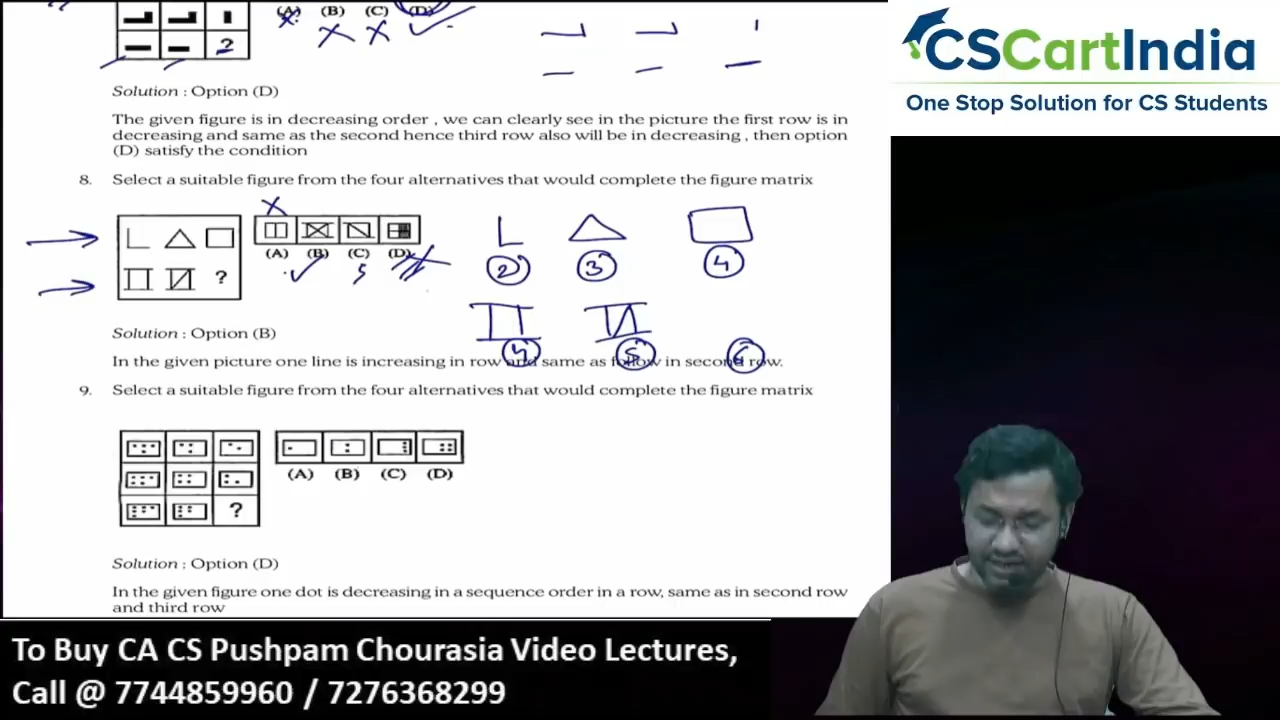 ?
(A) (B) (C) (D)
Solution : Option (D)
The given figure is in decreasing order , we can clearly see in the picture the first row is in
decreasing and same as the second hence third row also will be in decreasing , then option
(D) satisfy the condition
8. Select a suitable figure from the four alternatives that would complete the figure matrix
?
(A) (B) (C) (D)
5
2 3 4
4 5 6
Solution : Option (B)
In the given picture one line is increasing in row and same as follow in second row.
9. Select a suitable figure from the four alternatives that would complete the figure matrix
?
(A) (B) (C) (D)
Solution : Option (D)
In the given figure one dot is decreasing in a sequence order in a row, same as in second row
and third row
CSCartIndia
One Stop Solution for CS Students
To Buy CA CS Pushpam Chourasia Video Lectures,
Call @ 7744859960 / 7276368299